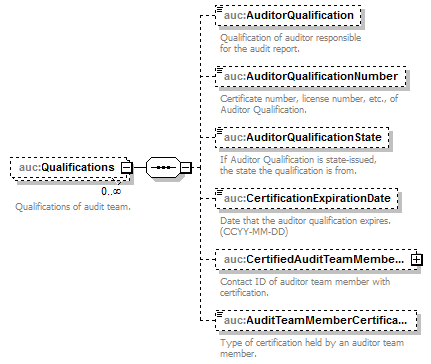 auc:AuditorQualification
Qualification of auditor responsible
for the audit report.
auc:AuditorQualificationNumber
Certificate number, license number, etc., of
Auditor Qualification.
auc:AuditorQualificationState
If Auditor Qualification is state-issued,
the state the qualification is from.
auc:Qualifications
0..∞
Qualifications of audit team.
auc:CertificationExpirationDate
Date that the auditor qualification expires.
(CCYY-MM-DD)
auc:CertifiedAuditTeamMembe...
Contact ID of auditor team member with
certification.
auc:AuditTeamMemberCertifica...
Type of certification held by an auditor team
member.